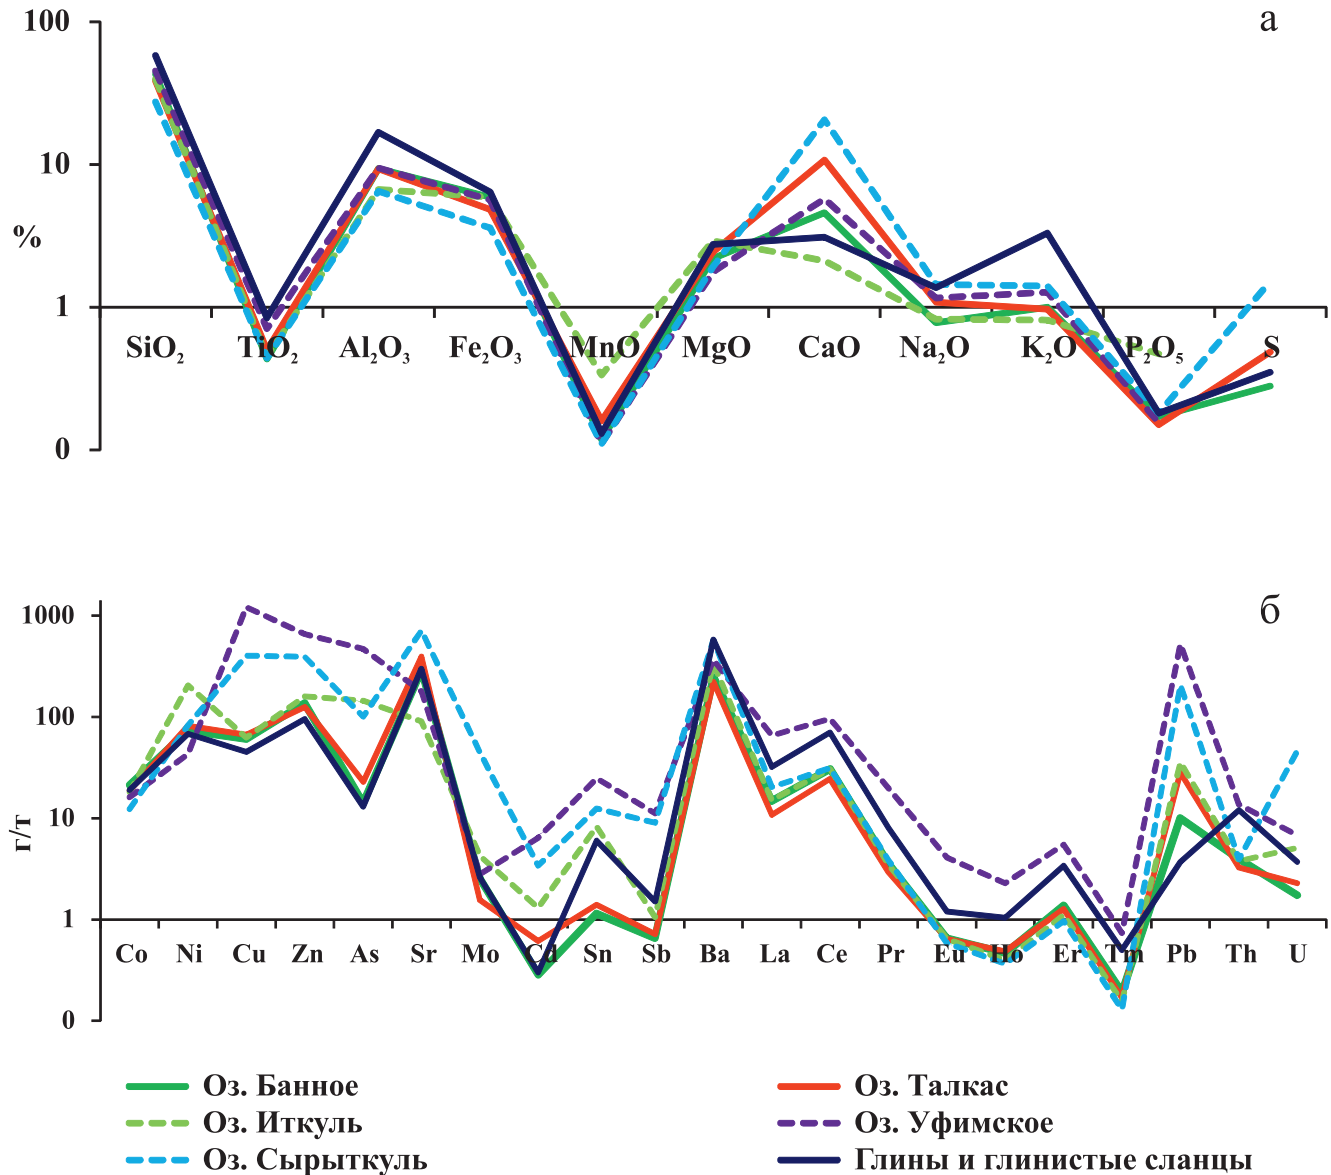 100
а
10
%
1
SiO₂ TiO₂ Al₂O₃ Fe₂O₃ MnO MgO CaO Na₂O K₂O P₂O₅ S
0
1000
б
100
10
г/т
1
Co Ni Cu Zn As Sr Mo Cd Sn Sb Ba La Ce Pr Eu Ho Er Tm Pb Th U
0
Оз. Банное Оз. Талкас
Оз. Иткуль Оз. Уфимское
Оз. Сырыткуль Глины и глинистые сланцы